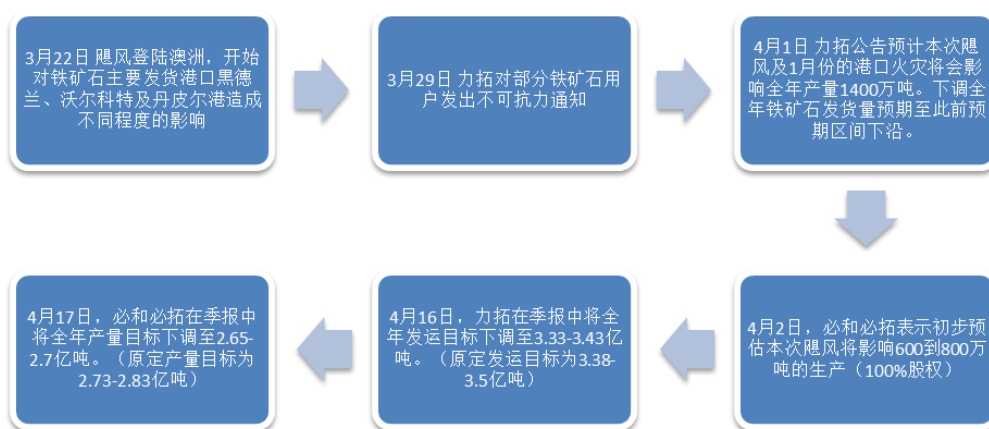 3月22日 飓风登陆澳洲，开始
对铁矿石主要发货港口黑德
兰、沃尔科特及丹皮尔港造成
不同程度的影响
3月29日 力拓对部分铁矿石用
户发出不可抗力通知
4月1日 力拓公告预计本次飓
风及1月份的港口火灾将会影
响全年产量1400万吨。下调全
年铁矿石发货量预期至此前预
期区间下沿。
4月2日，必和必拓表示初步预
估本次飓风将影响600到800万
吨的生产（100%股权）
4月16日，力拓在季报中将全
年发运目标下调至3.33-3.43亿
吨。（原定发运目标为3.38-
3.5亿吨）
4月17日，必和必拓在季报中
将全年产量目标下调至2.65-
2.7亿吨。（原定产量目标为
2.73-2.83亿吨）